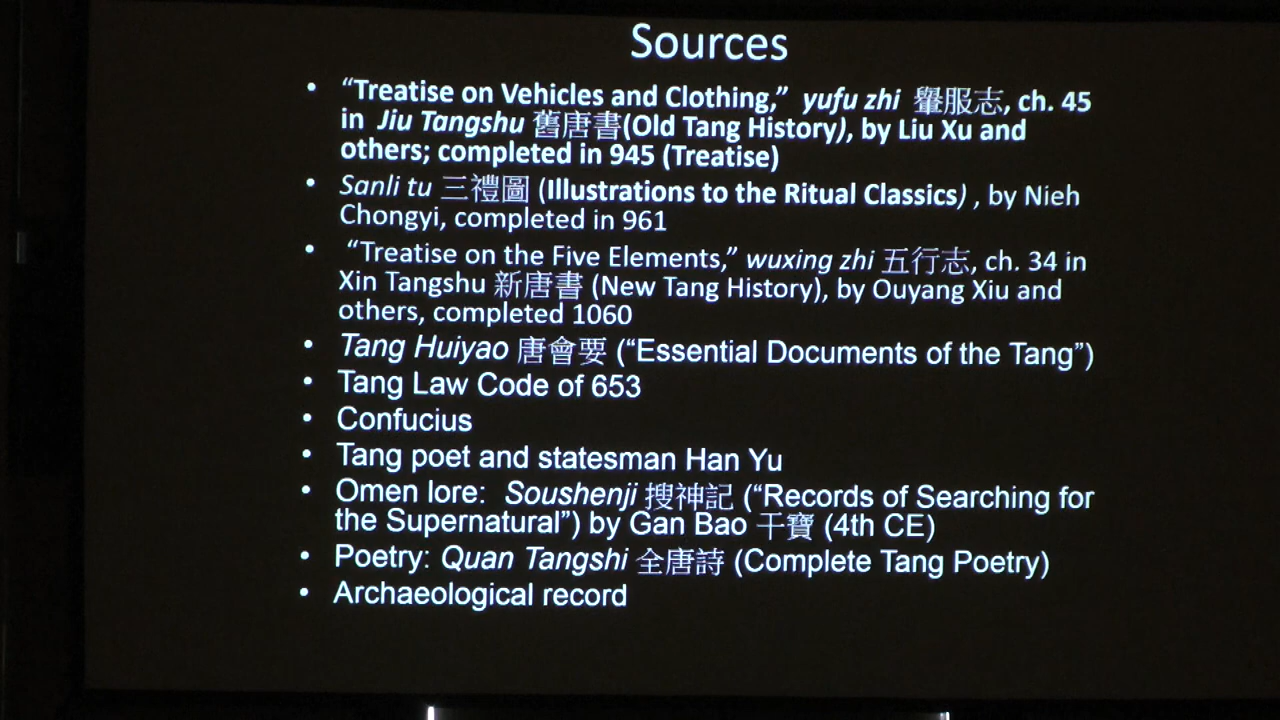 Sources
• “Treatise on Vehicles and Clothing,” yufu zhi 轝服志, ch. 45
in Jiu Tangshu 舊唐書(Old Tang History), by Liu Xu and
others; completed in 945 (Treatise)
• Sanli tu 三禮圖 (Illustrations to the Ritual Classics) , by Nieh
Chongyi, completed in 961
• “Treatise on the Five Elements,” wuxing zhi 五行志, ch. 34 in
Xin Tangshu 新唐書 (New Tang History), by Ouyang Xiu and
others, completed 1060
• Tang Huiyao 唐會要 (“Essential Documents of the Tang”)
• Tang Law Code of 653
• Confucius
• Tang poet and statesman Han Yu
• Omen lore: Soushenji 搜神記 (“Records of Searching for
the Supernatural”) by Gan Bao 干寶 (4th CE)
• Poetry: Quan Tangshi 全唐詩 (Complete Tang Poetry)
• Archaeological record